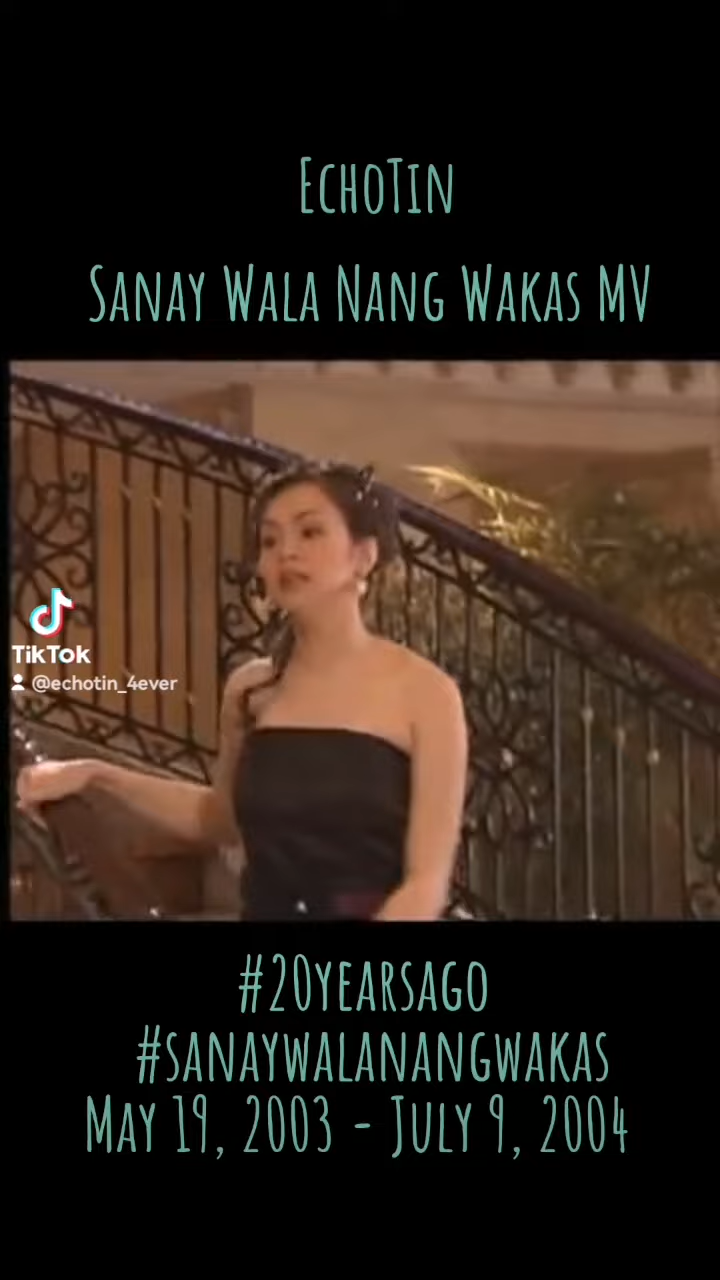 EchoTin
Sanay Wala Nang Wakas MV
TikTok
@echotin_4ever
#20yearsago
#sanaywalanangwakas
May 19, 2003 - July 9, 2004